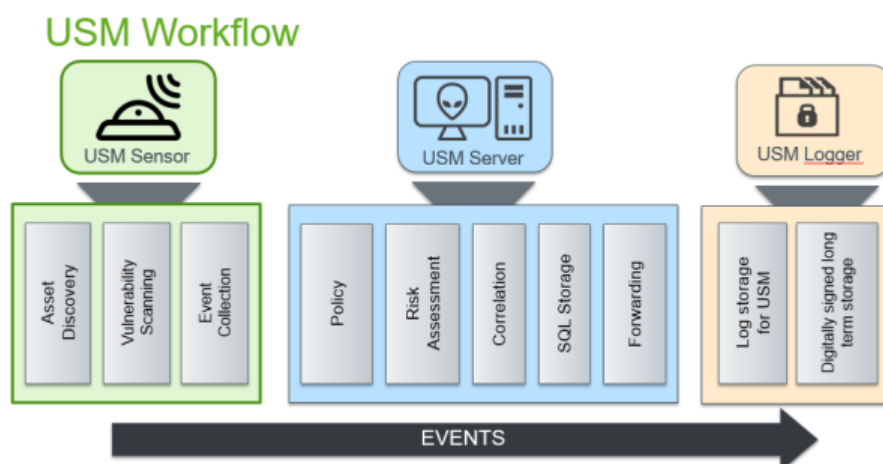 USM Workflow
USM Sensor
USM Server
USM Logger
Asset
Discovery
Vulnerability
Scanning
Event
Collection
Policy
Risk
Assessment
Correlation
SQL Storage
Forwarding
Log storage
for USM
Digitally signed long
term storage
EVENTS